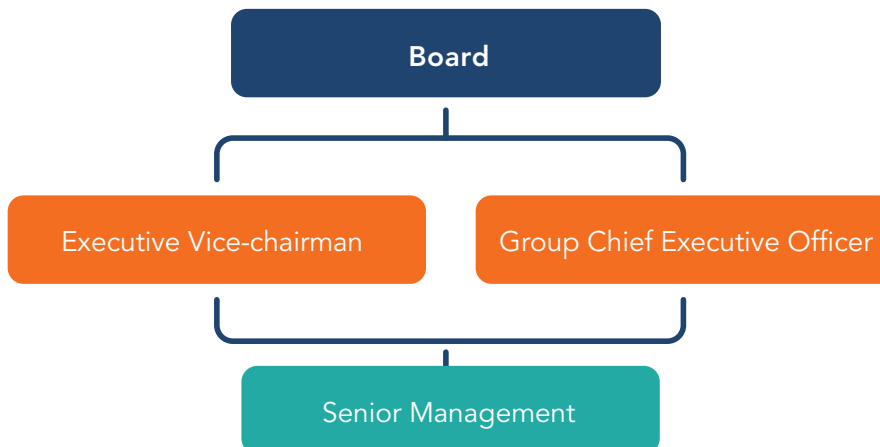 Board
Executive Vice-chairman
Group Chief Executive Officer
Senior Management